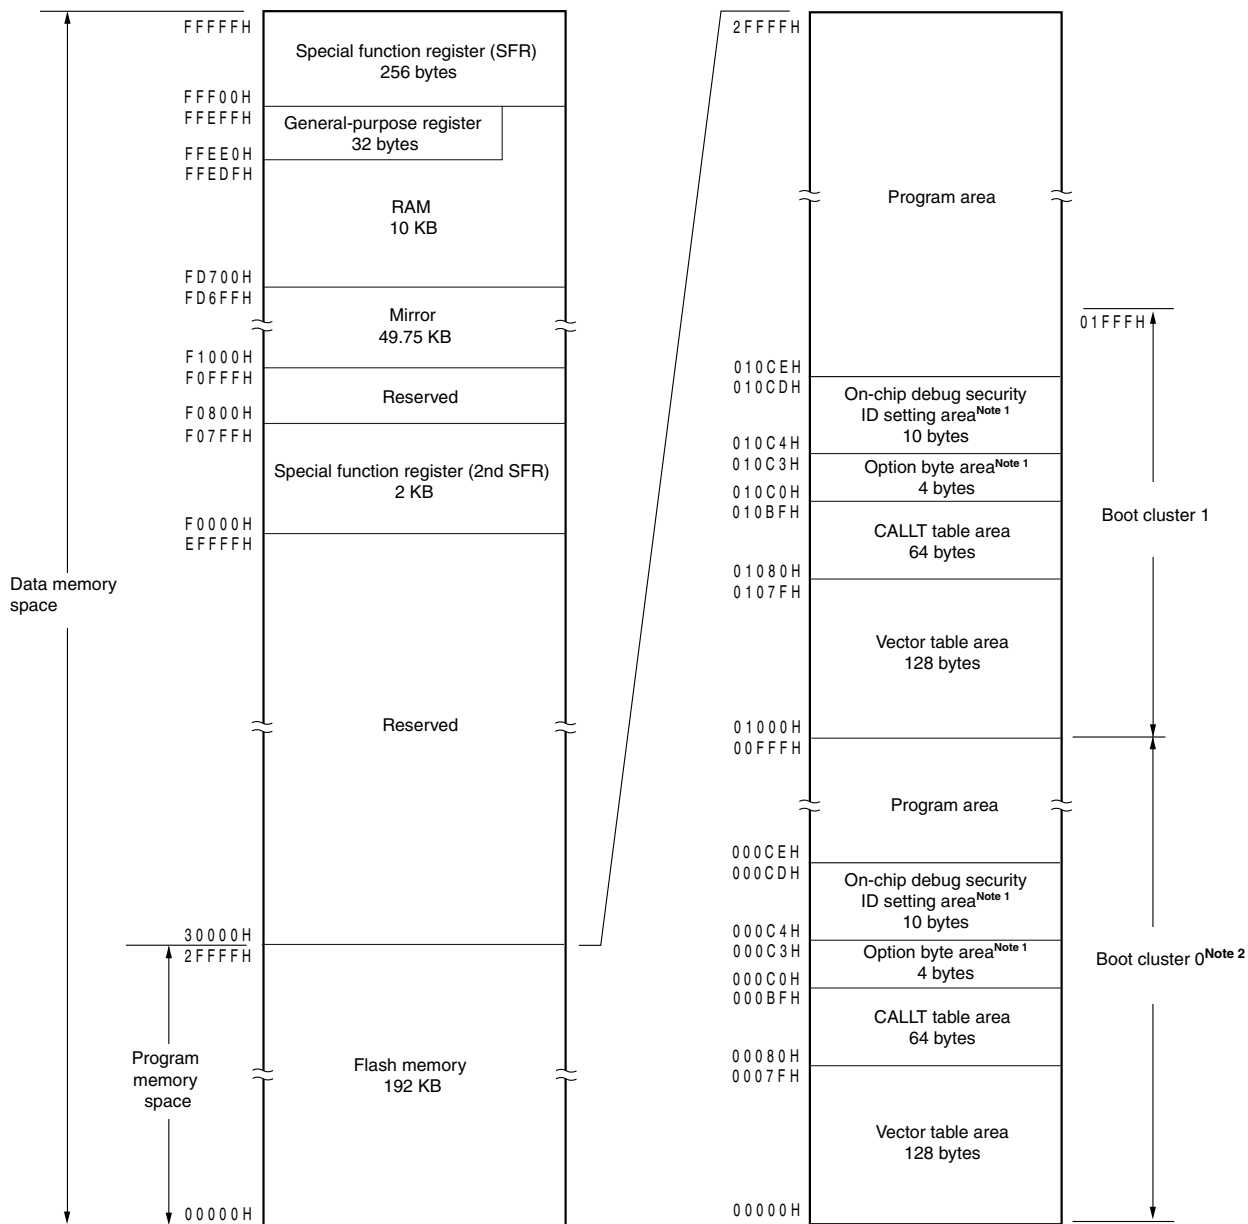 FFFFFH
Special function register (SFR)
256 bytes
FFF00H
FFEFFH
General-purpose register
32 bytes
FFEE0H
FFEDFH
RAM
10 KB
FD700H
FD6FFH
Mirror
49.75 KB
F1000H
F0FFFH
Reserved
F0800H
F07FFH
Special function register (2nd SFR)
2 KB
F0000H
EFFFFH
Data memory
space
Reserved
30000H
2FFFFH
Program
memory
space
Flash memory
192 KB
00000H
2FFFFH
Program area
01FFFH
010CEH
010CDH
On-chip debug security
ID setting areaNote 1
10 bytes
010C4H
010C3H
Option byte areaNote 1
4 bytes
010C0H
010BFH
CALLT table area
64 bytes
Boot cluster 1
01080H
0107FH
Vector table area
128 bytes
01000H
00FFFH
Program area
000CEH
000CDH
On-chip debug security
ID setting areaNote 1
10 bytes
000C4H
000C3H
Option byte areaNote 1
4 bytes
Boot cluster 0Note 2
000C0H
000BFH
CALLT table area
64 bytes
00080H
0007FH
Vector table area
128 bytes
00000H